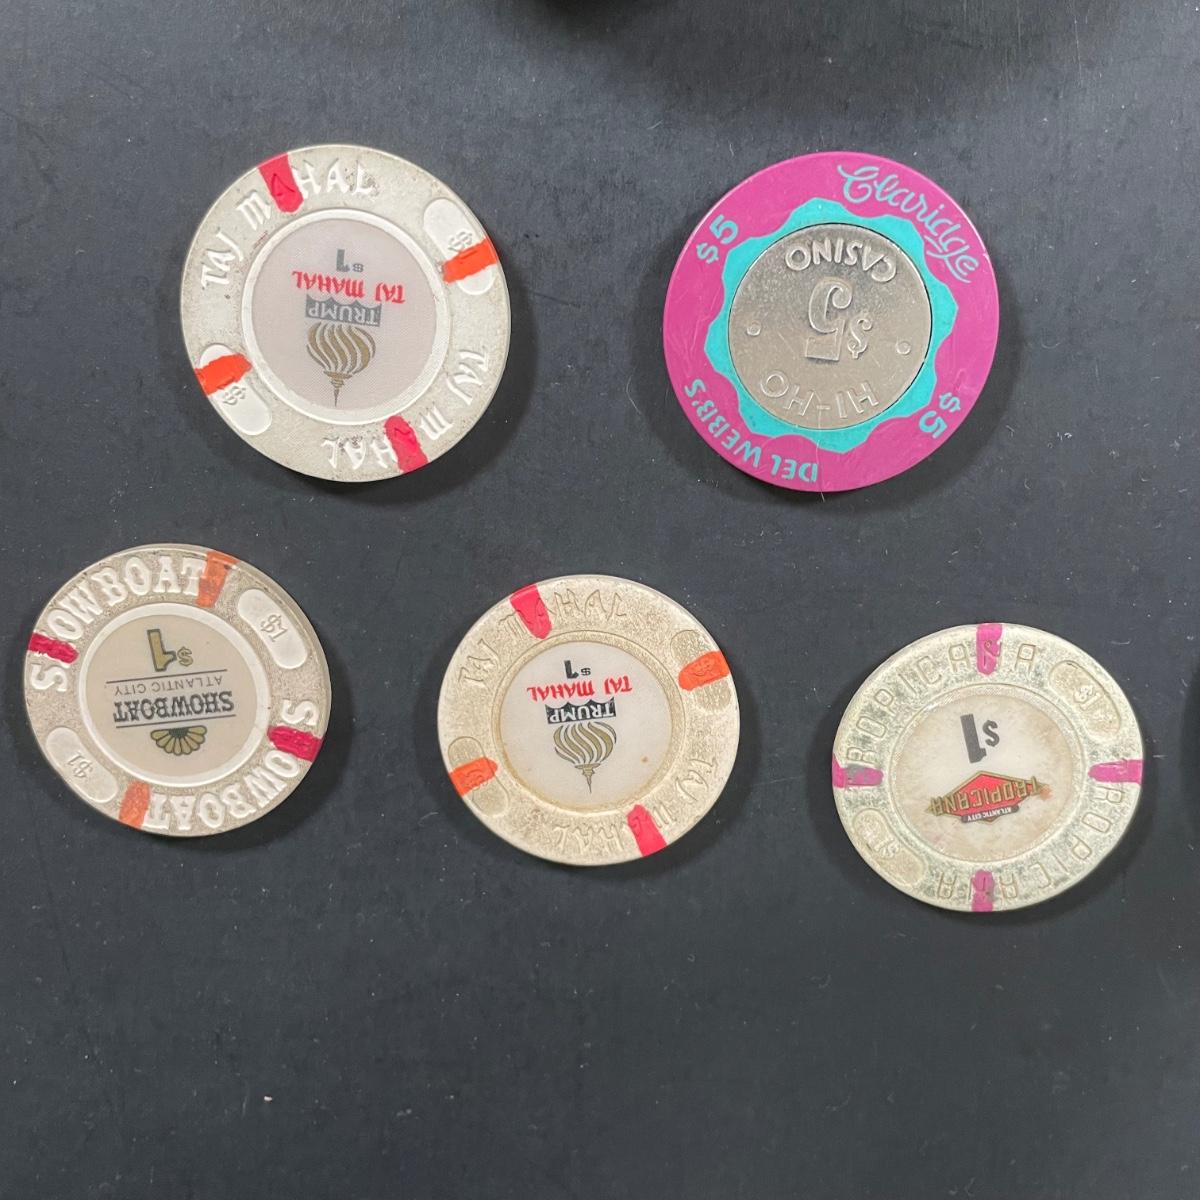 TAJ MAHAL
$
TRUMP
TAJ MAHAL
$1
$
TAJ MAHAL
Claridge
$5
CASINO
$5
HI-HO
$5
DEL WEBB'S
SHOWBOAT
$1
SHOWBOAT
ATLANTIC CITY
$1
$1
SHOWBOAT
TAJ MAHAL
TRUMP
TAJ MAHAL
$1
TAJ MAHAL
TROPICANA
$1
ATLANTIC CITY
TROPICANA
$1
$1
TROPICANA